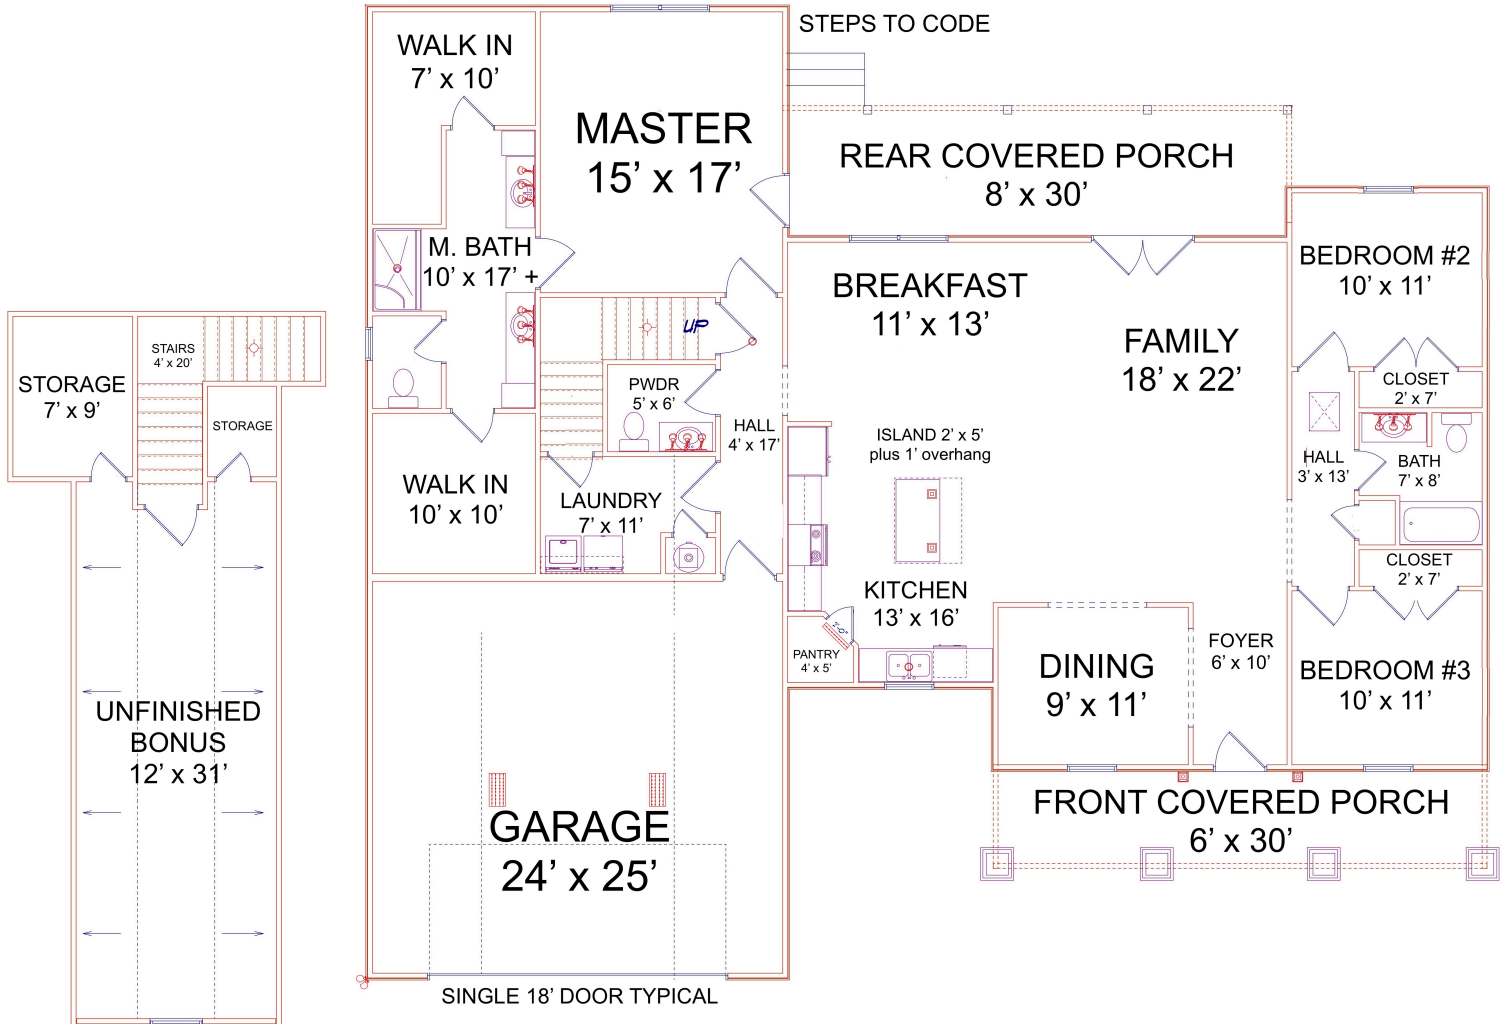 STEPS TO CODE
WALK IN
7’ x 10’
MASTER
15’ x 17’
REAR COVERED PORCH
8’ x 30’
M. BATH
10’ x 17’ +
BREAKFAST
11’ x 13’
BEDROOM #2
10’ x 11’
UP
FAMILY
18’ x 22’
STAIRS
4’ x 20’
STORAGE
7’ x 9’
STORAGE
PWDR
5’ x 6’
CLOSET
2’ x 7’
HALL
4’ x 17’
ISLAND 2’ x 5’
plus 1’ overhang
HALL
3’ x 13’
BATH
7’ x 8’
WALK IN
10’ x 10’
LAUNDRY
7’ x 11’
CLOSET
2’ x 7’
KITCHEN
13’ x 16’
2'-0"
PANTRY
4’ x 5’
DINING
9’ x 11’
FOYER
6’ x 10’
BEDROOM #3
10’ x 11’
UNFINISHED
BONUS
12’ x 31’
GARAGE
24’ x 25’
FRONT COVERED PORCH
6’ x 30’
SINGLE 18’ DOOR TYPICAL